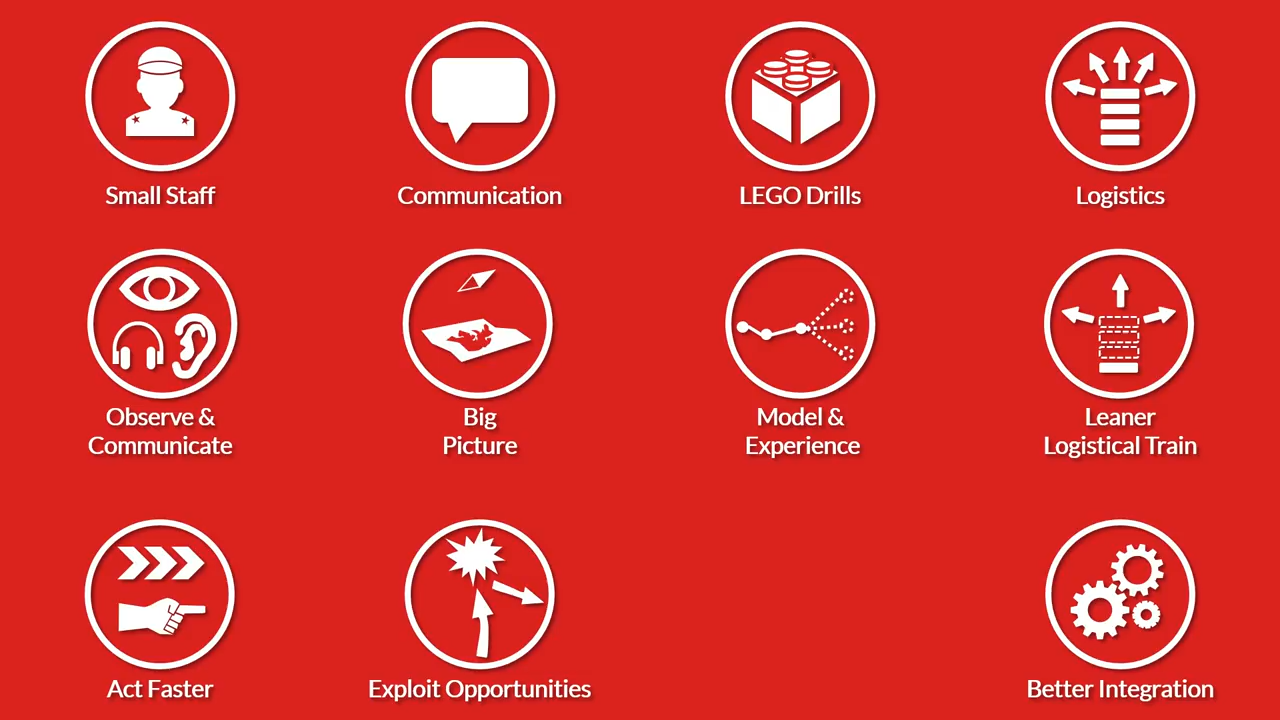 Small Staff
Communication
LEGO Drills
Logistics
Observe &
Communicate
Big
Picture
Model &
Experience
Leaner
Logistical Train
Act Faster
Exploit Opportunities
Better Integration